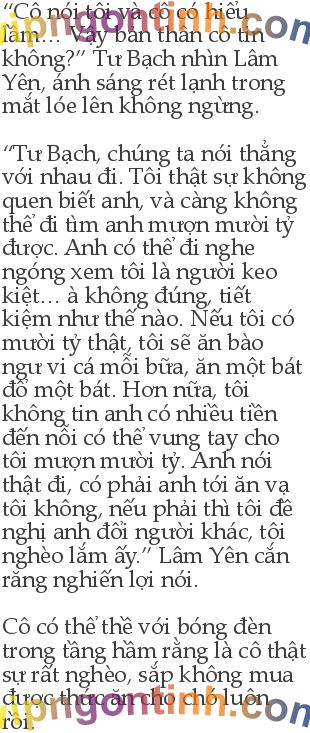 “Cô nói tôi và cô có hiểu
lầm… Vậy bản thân cô tin
không?” Tư Bạch nhìn Lâm
Yên, ánh sáng rét lạnh trong
mắt lóe lên không ngừng.
“Tư Bạch, chúng ta nói thẳng
với nhau đi. Tôi thật sự không
quen biết anh, và càng không
thể đi tìm anh mượn mười tỷ
được. Anh có thể đi nghe
ngóng xem tôi là người keo
kiệt… à không đúng, tiết
kiệm như thế nào. Nếu tôi có
mười tỷ thật, tôi sẽ ăn bào
ngư vi cá mỗi bữa, ăn một bát
đổ một bát. Hơn nữa, tôi
không tin anh có nhiều tiền
đến nỗi có thể vung tay cho
tôi mượn mười tỷ. Anh nói
thật đi, có phải anh tới ăn vạ
tôi không, nếu phải thì tôi đề
nghị anh đổi người khác, tôi
nghèo lắm ấy.” Lâm Yên cắn
răng nghiến lợi nói.
Cô có thể thề với bóng đèn
trong tầng hầm rằng là cô thật
sự rất nghèo, sắp không mua
được thức ăn cho chó luôn
rồi.
vipngontinh.com
vipngontinh.com